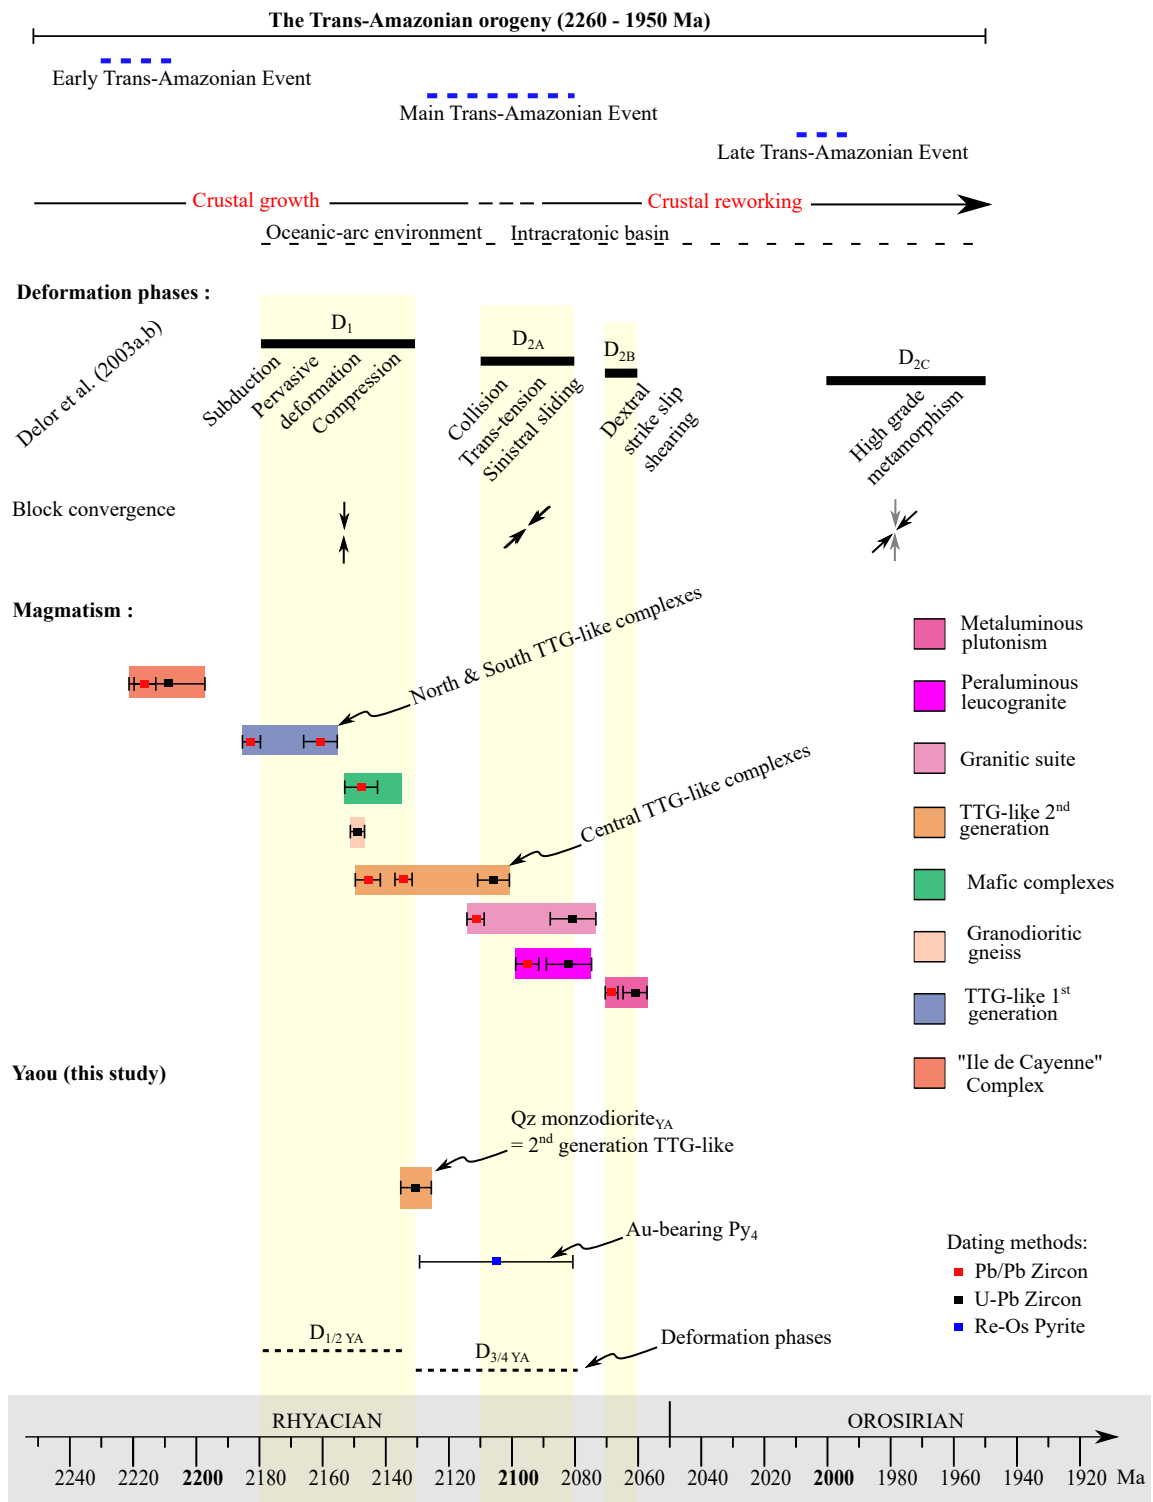 The Trans-Amazonian orogeny (2260 - 1950 Ma)
Early Trans-Amazonian Event
Main Trans-Amazonian Event
Late Trans-Amazonian Event
Crustal growth
Crustal reworking
Oceanic-arc environment
Intracratonic basin
Deformation phases :
Delor et al. (2003a,b)
D1
Subduction
Pervasive
deformation
Compression
D2A
Collision
Trans-tension
Sinistral sliding
D2B
Dextral
strike slip
shearing
D2C
High grade
metamorphism
Block convergence
Magmatism :
North & South TTG-like complexes
Central TTG-like complexes
Metaluminous
plutonism
Peraluminous
leucogranite
Granitic suite
TTG-like 2nd
generation
Mafic complexes
Granodioritic
gneiss
TTG-like 1st
generation
"Ile de Cayenne"
Complex
Yaou (this study)
Qz monzodioriteYA
= 2nd generation TTG-like
Au-bearing Py4
Dating methods:
Pb/Pb Zircon
U-Pb Zircon
Re-Os Pyrite
D1/2 YA
D3/4 YA
Deformation phases
RHYACIAN
OROSIRIAN
2240 2220 2200 2180 2160 2140 2120 2100 2080 2060 2040 2020 2000 1980 1960 1940 1920 Ma